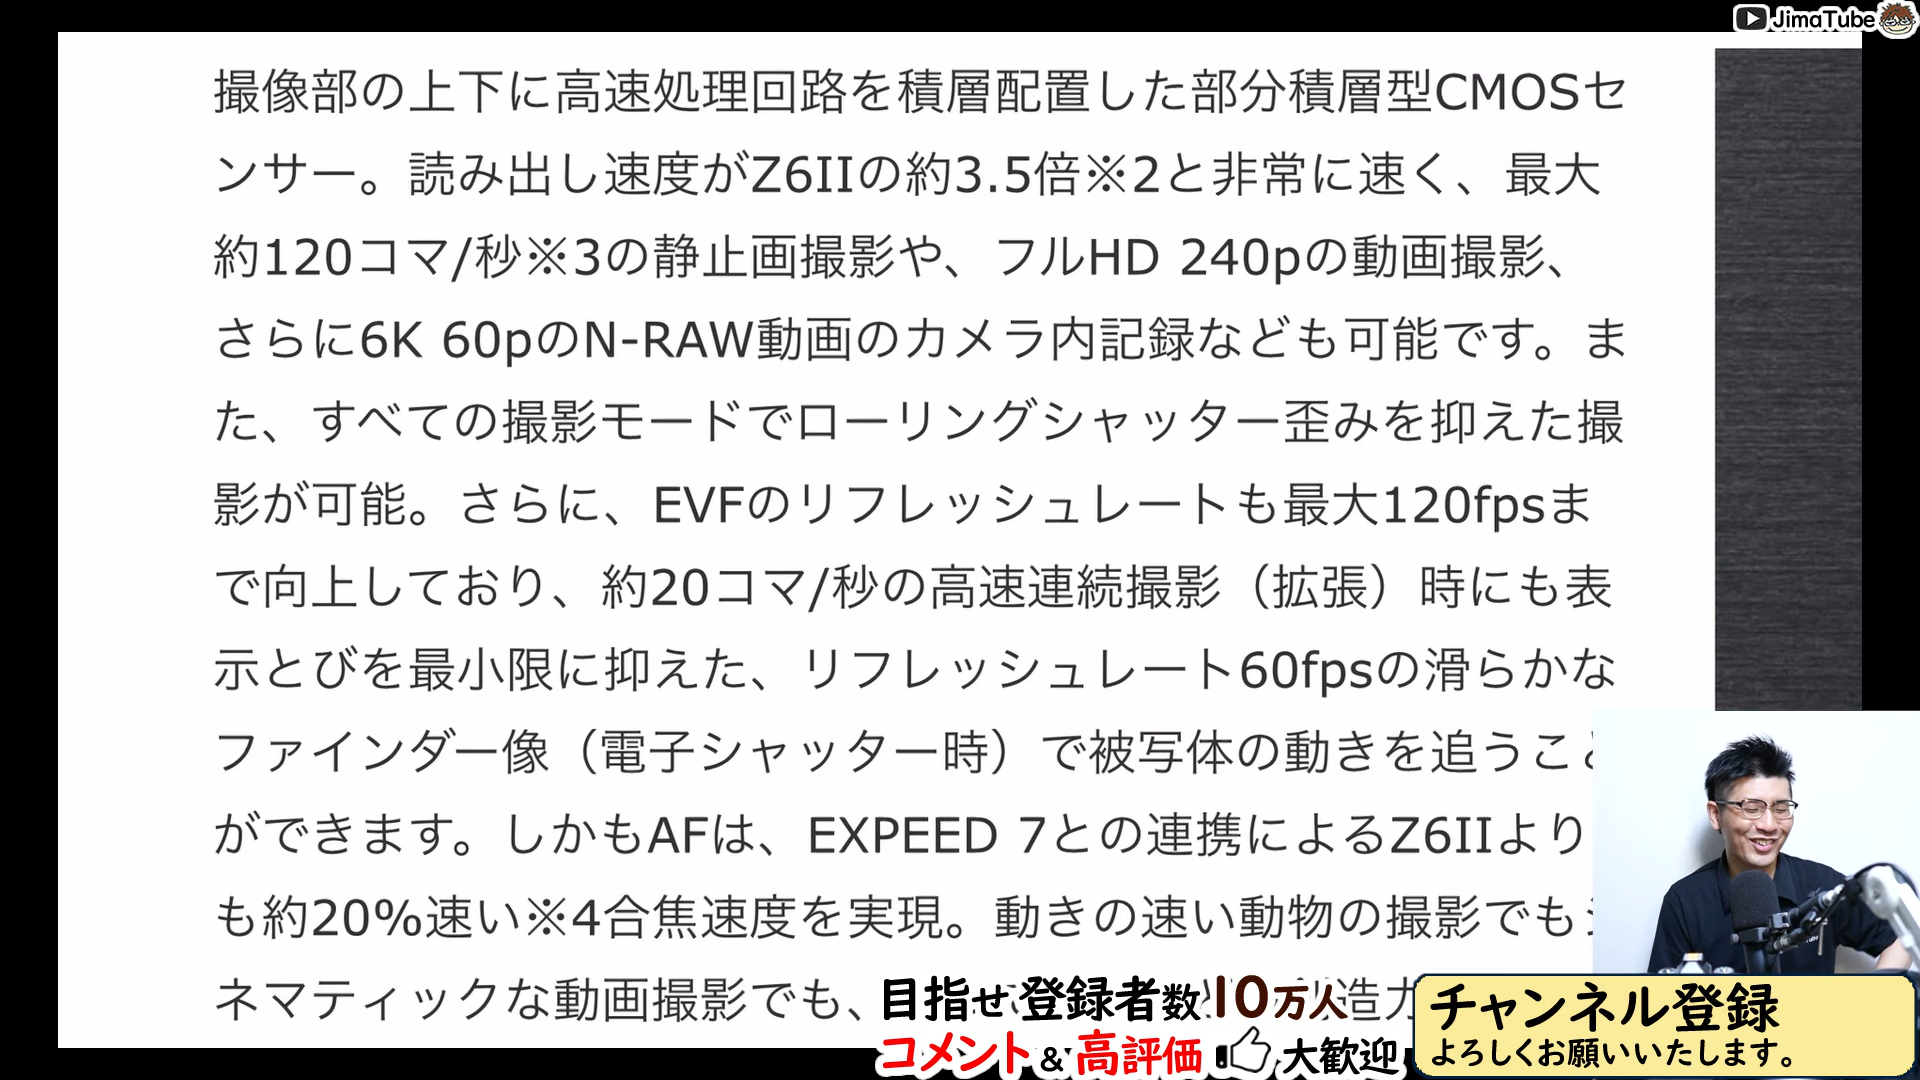 JimaTube
撮像部の上下に高速処理回路を積層配置した部分積層型CMOSセ
ンサー。読み出し速度がZ6IIの約3.5倍※2と非常に速く、最大
約120コマ/秒※3の静止画撮影や、フルHD 240pの動画撮影、
さらに6K 60pのN-RAW動画のカメラ内記録なども可能です。ま
た、すべての撮影モードでローリングシャッター歪みを抑えた撮
影が可能。さらに、EVFのリフレッシュレートも最大120fpsま
で向上しており、約20コマ/秒の高速連続撮影（拡張）時にも表
示とびを最小限に抑えた、リフレッシュレート60fpsの滑らかな
ファインダー像（電子シャッター時）で被写体の動きを追うこと
ができます。しかもAFは、EXPEED 7との連携によるZ6IIより
も約20%速い※4合焦速度を実現。動きの速い動物の撮影でも
ネマティックな動画撮影でも、
目指せ登録者数10万人
コメント&高評価 大歓迎
チャンネル登録
よろしくお願いいたします。